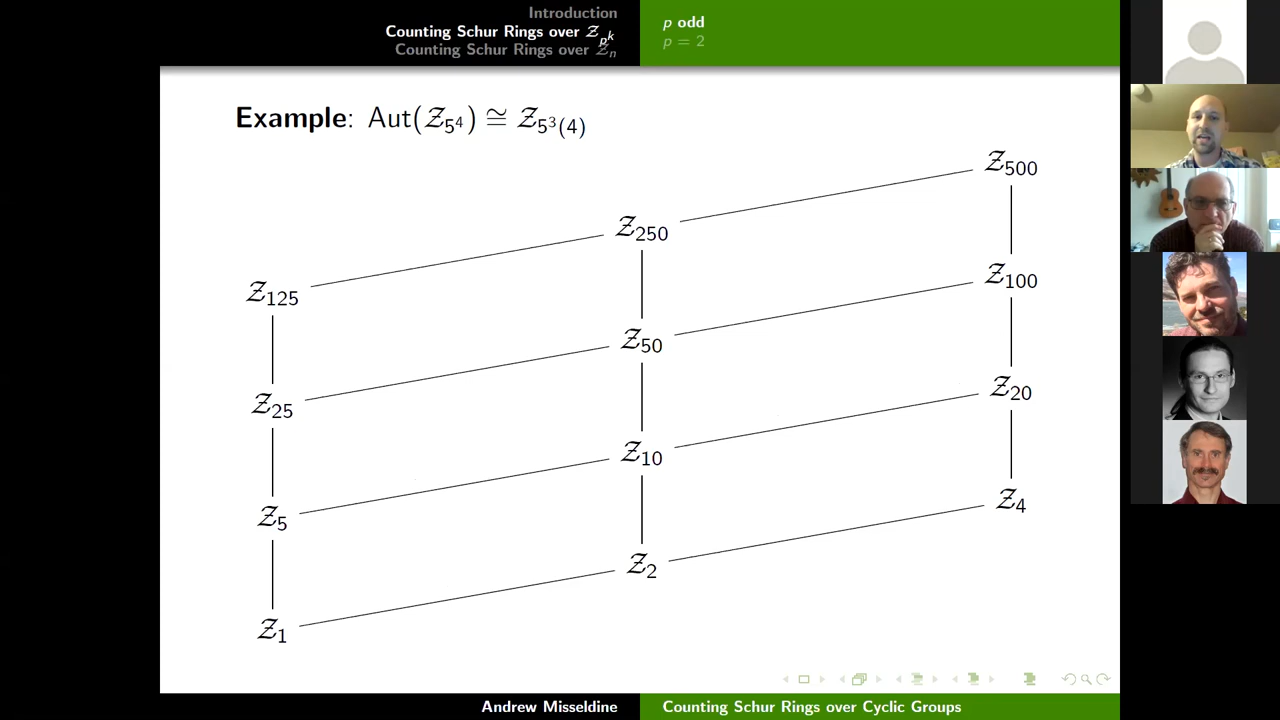 Introduction
Counting Schur Rings over 𝒵_{p^k}
Counting Schur Rings over 𝒵_n
p odd
p = 2
Example: Aut(𝒵_{5^4}) ≅ 𝒵_{5^3(4)}
𝒵_500
𝒵_250
𝒵_125
𝒵_100
𝒵_50
𝒵_25
𝒵_20
𝒵_10
𝒵_5
𝒵_4
𝒵_2
𝒵_1
Andrew Misseldine
Counting Schur Rings over Cyclic Groups